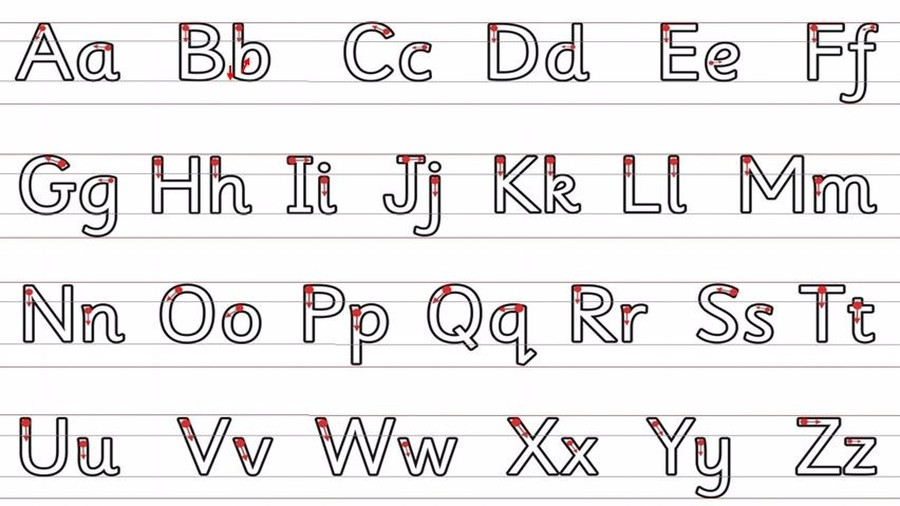 Aa Bb Cc Dd Ee Ff
Gg Hh Ii Jj Kk Ll Mm
Nn Oo Pp Qq Rr Ss Tt
Uu Vv Ww Xx Yy Zz